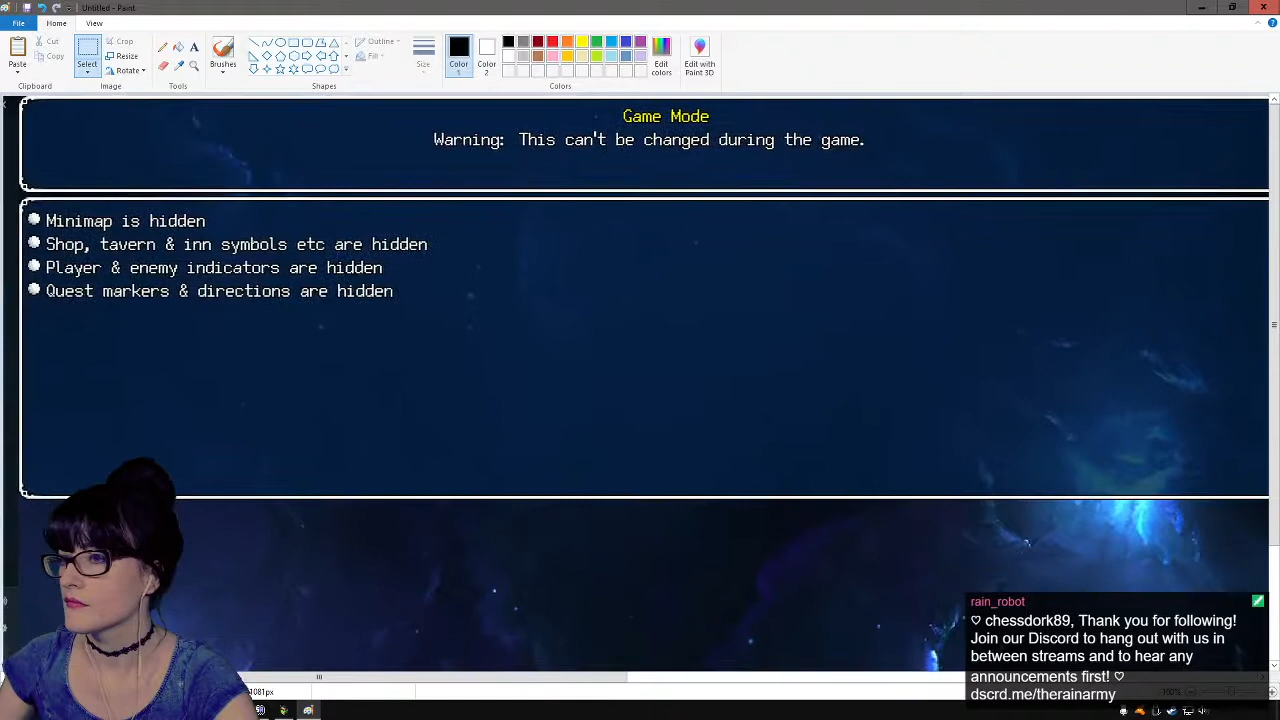 Untitled - Paint
File Home View
Paste
Cut
Copy
Clipboard
Select
Crop
Resize
Rotate
Image
Tools
Brushes
Shapes
Outline
Fill
Size
Color 1
Color 2
Edit colors
Edit with Paint 3D
Colors
Game Mode
Warning: This can't be changed during the game.
Minimap is hidden
Shop, tavern & inn symbols etc are hidden
Player & enemy indicators are hidden
Quest markers & directions are hidden
rain_robot
♡ chessdork89, Thank you for following!
Join our Discord to hang out with us in
between streams and to hear any
announcements first! ♡
dscrd.me/therainarmy
1081px
100%